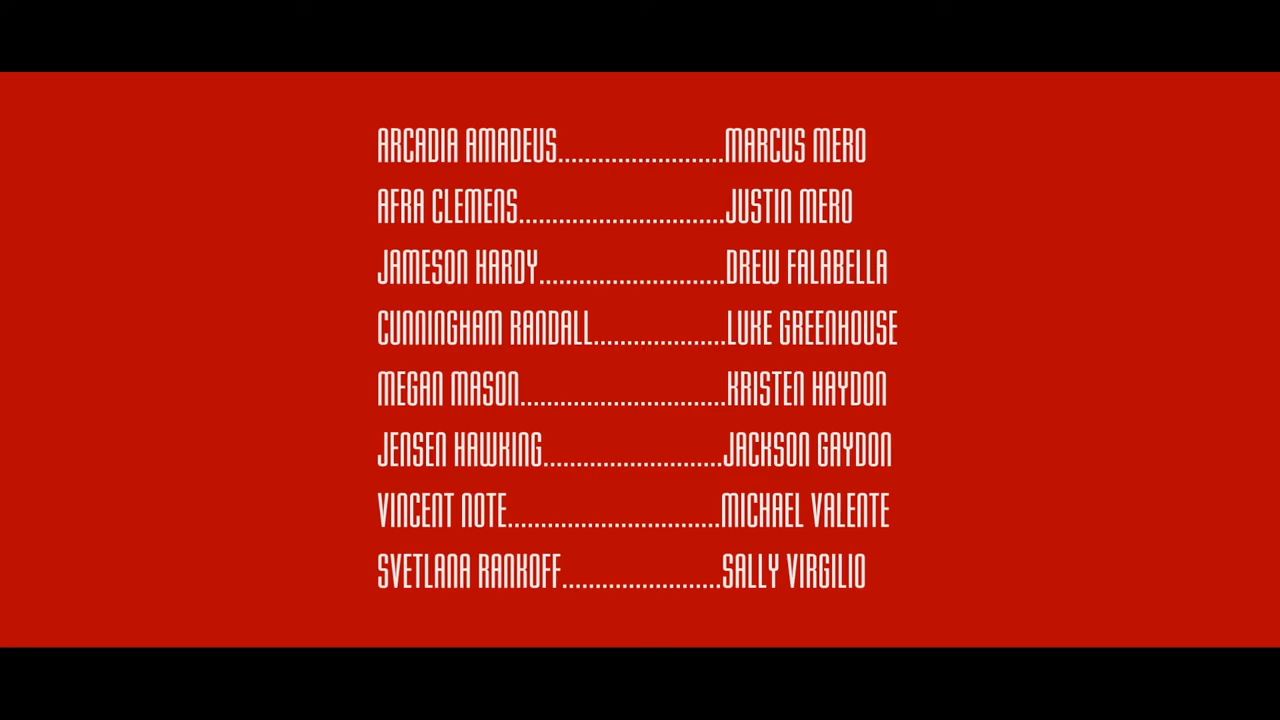 ARCADIA AMADEUS.........................MARCUS MERO
AFRA CLEMENS...............................JUSTIN MERO
JAMESON HARDY............................DREW FALABELLA
CUNNINGHAM RANDALL....................LUKE GREENHOUSE
MEGAN MASON...............................KRISTEN HAYDON
JENSEN HAWKING...........................JACKSON GAYDON
VINCENT NOTE................................MICHAEL VALENTE
SVETLANA RANKOFF........................SALLY VIRGILIO